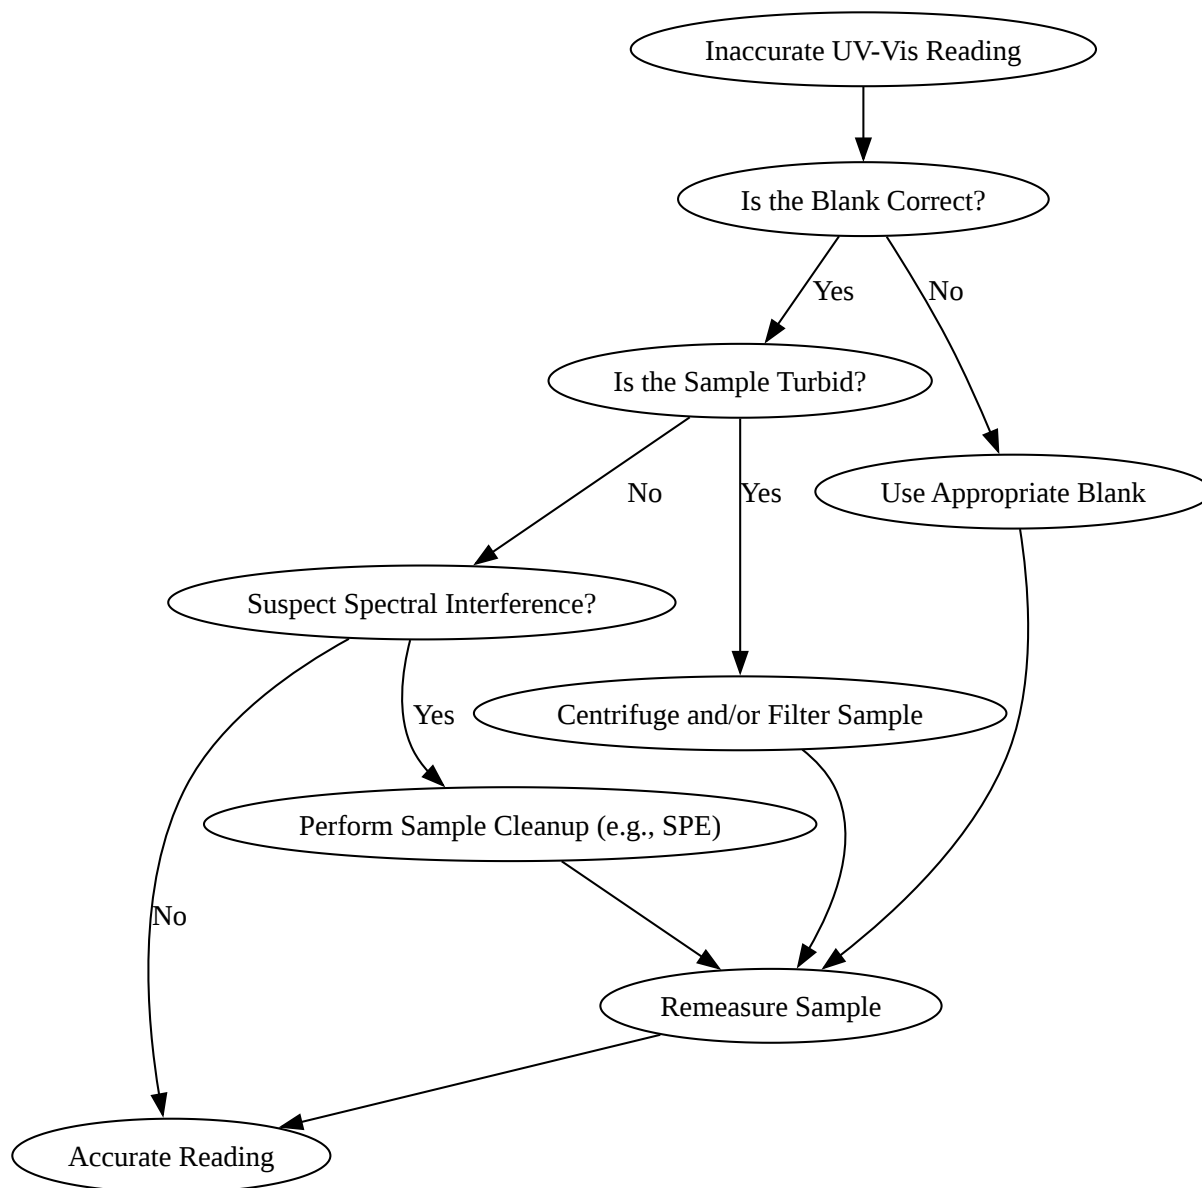 Inaccurate UV-Vis Reading
Is the Blank Correct?
Yes
No
Is the Sample Turbid?
No
Yes
Use Appropriate Blank
Suspect Spectral Interference?
Yes
Centrifuge and/or Filter Sample
Perform Sample Cleanup (e.g., SPE)
No
Remeasure Sample
Accurate Reading